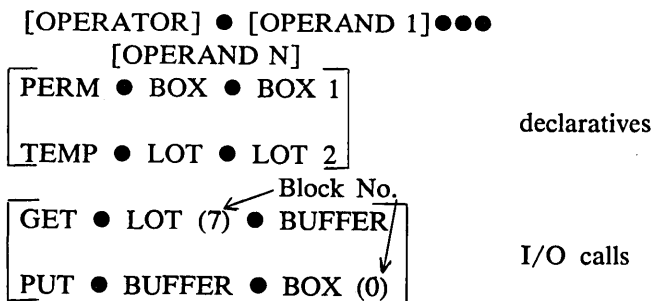 [OPERATOR] ● [OPERAND 1]●●●
[OPERAND N]
PERM ● BOX ● BOX 1
declaratives
TEMP ● LOT ● LOT 2
Block No.
GET ● LOT (7) ● BUFFER
I/O calls
PUT ● BUFFER ● BOX (0)